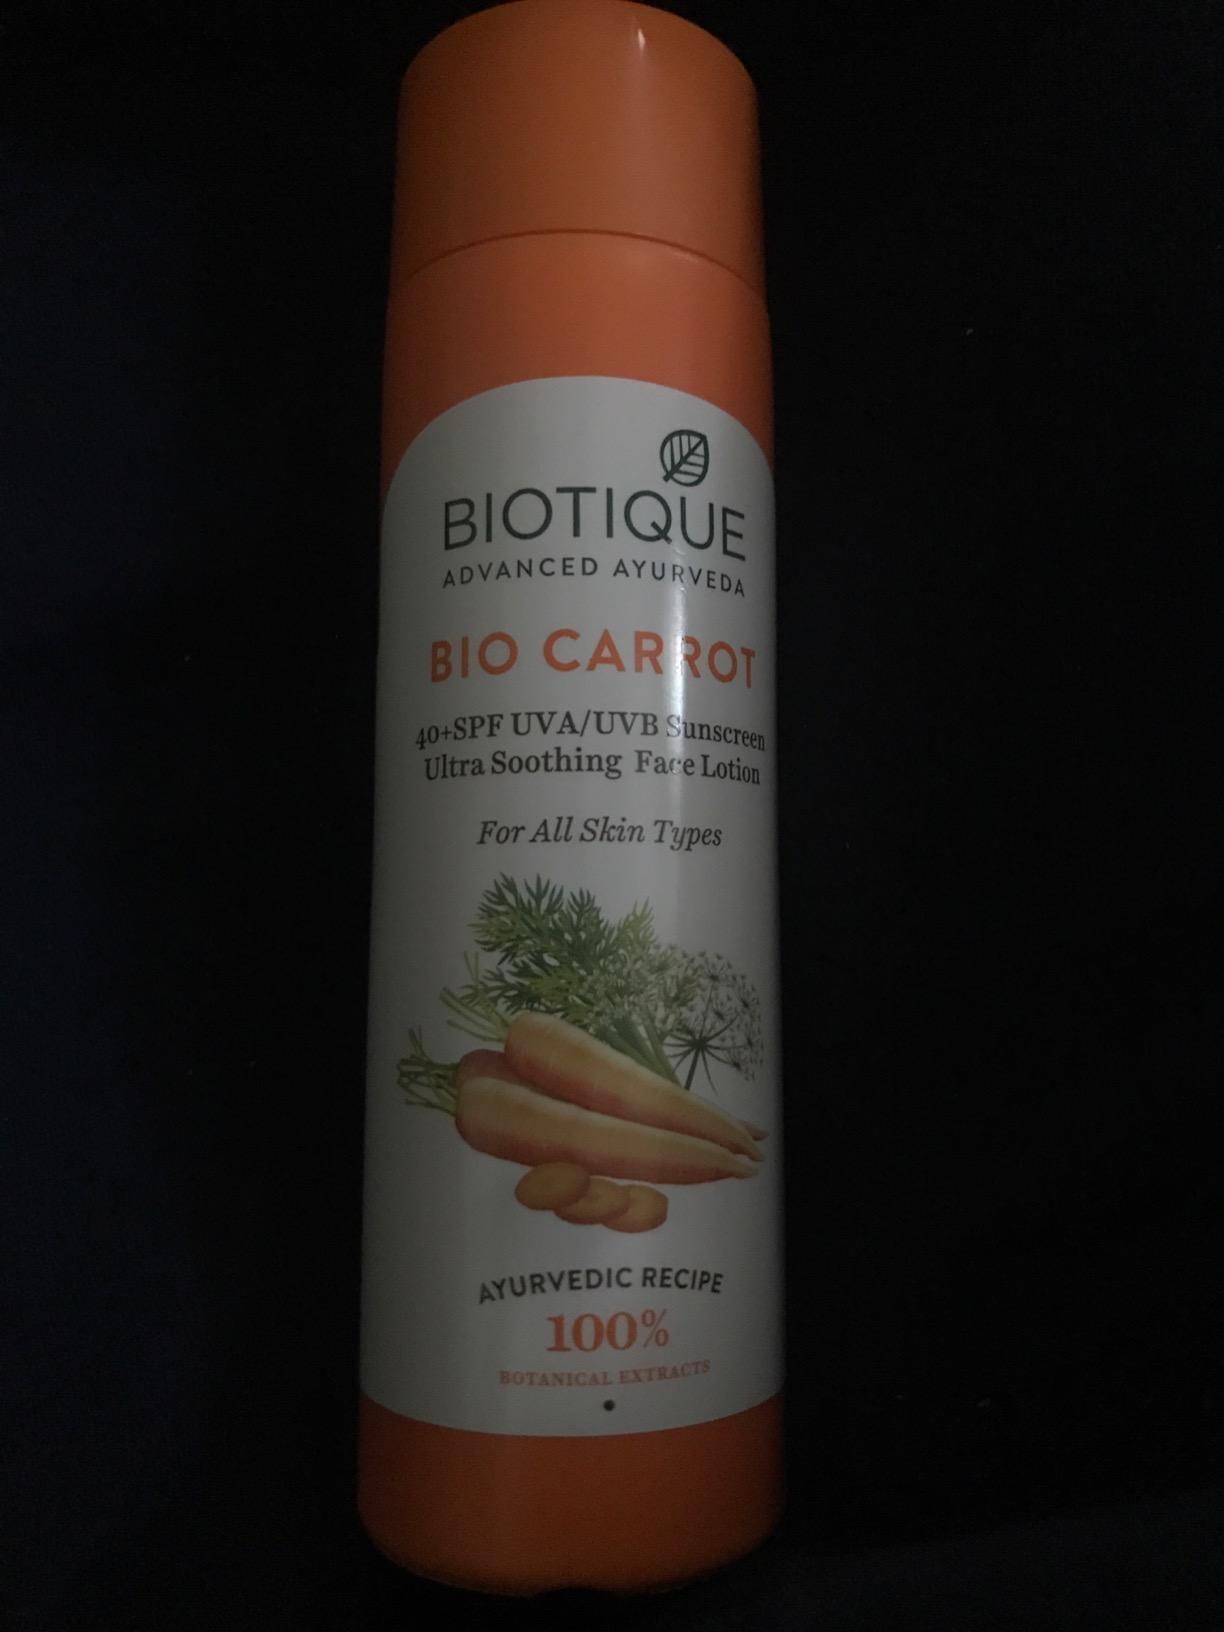 BIOTIQUE
ADVANCED AYURVEDA
BIO CARROT
40+SPF UVA/UVB Sunscreen
Ultra Soothing Face Lotion
For All Skin Types
AYURVEDIC RECIPE
100%
BOTANICAL EXTRACTS